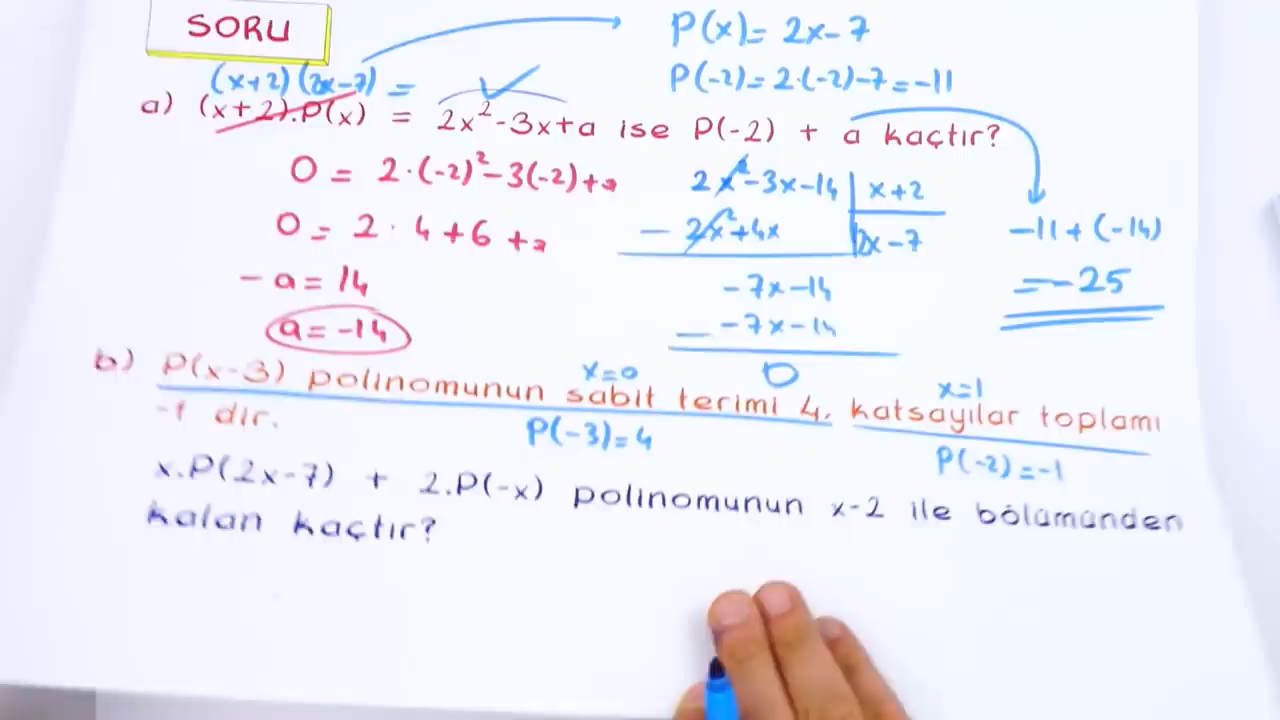 SORU
P(x) = 2x-7
P(-2) = 2.(-2)-7 = -11
(x+2) (2x-7) =
a) (x+2).P(x) = 2x²-3x+a ise P(-2) + a kaçtır?
0 = 2.(-2)²-3(-2)+a
0 = 2 . 4 + 6 + a
- a = 14
a = -14
2x²-3x-14 | x+2
- 2x²+4x | 2x-7
-7x-14
- -7x-14
0
-11 + (-14)
= -25
x=0
x=1
b) P(x-3) polinomunun sabit terimi 4, katsayılar toplamı
-1 dir.
P(-3)=4
P(-2)=-1
x.P(2x-7) + 2.P(-x) polinomunun x-2 ile bölümünden
kalan kaçtır?